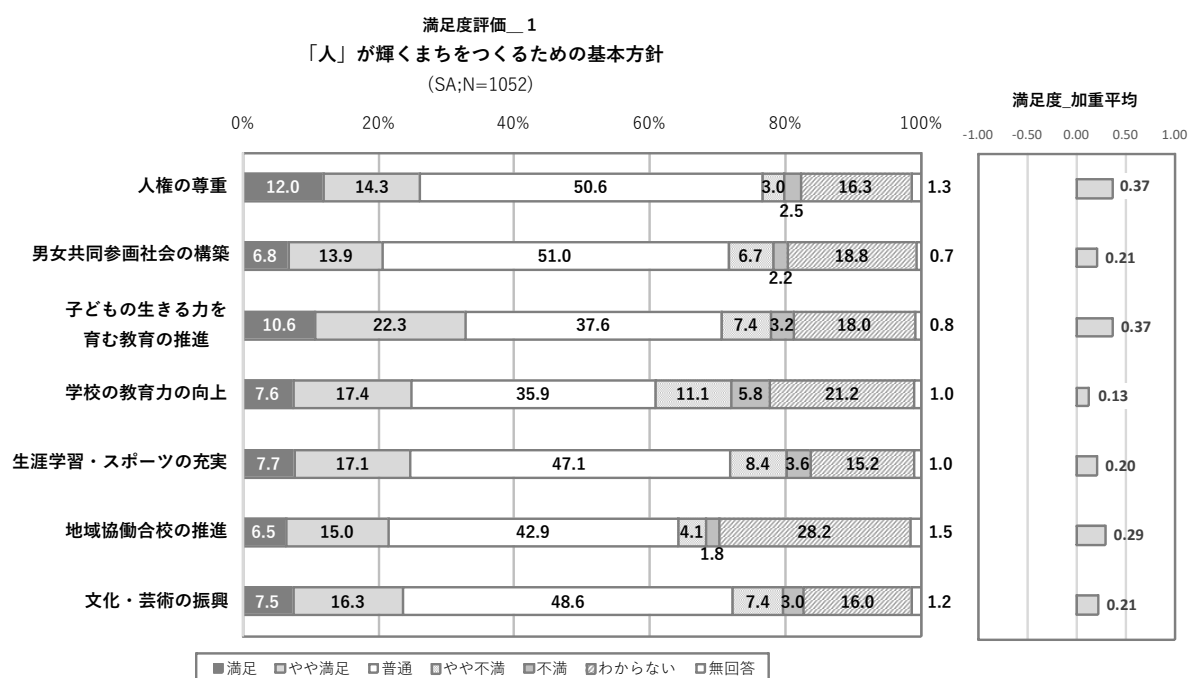 満足度評価__１
「人」が輝くまちをつくるための基本方針
（SA;N=1052）
満足度_加重平均
0% 20% 40% 60% 80% 100%
-1.00 -0.50 0.00 0.50 1.00
人権の尊重 12.0 14.3 50.6 3.0 2.5 16.3 1.3 0.37
男女共同参画社会の構築 6.8 13.9 51.0 6.7 2.2 18.8 0.7 0.21
子どもの生きる力を
育む教育の推進 10.6 22.3 37.6 7.4 3.2 18.0 0.8 0.37
学校の教育力の向上 7.6 17.4 35.9 11.1 5.8 21.2 1.0 0.13
生涯学習・スポーツの充実 7.7 17.1 47.1 8.4 3.6 15.2 1.0 0.20
地域協働合校の推進 6.5 15.0 42.9 4.1 1.8 28.2 1.5 0.29
文化・芸術の振興 7.5 16.3 48.6 7.4 3.0 16.0 1.2 0.21
満足 やや満足 普通 やや不満 不満 わからない 無回答